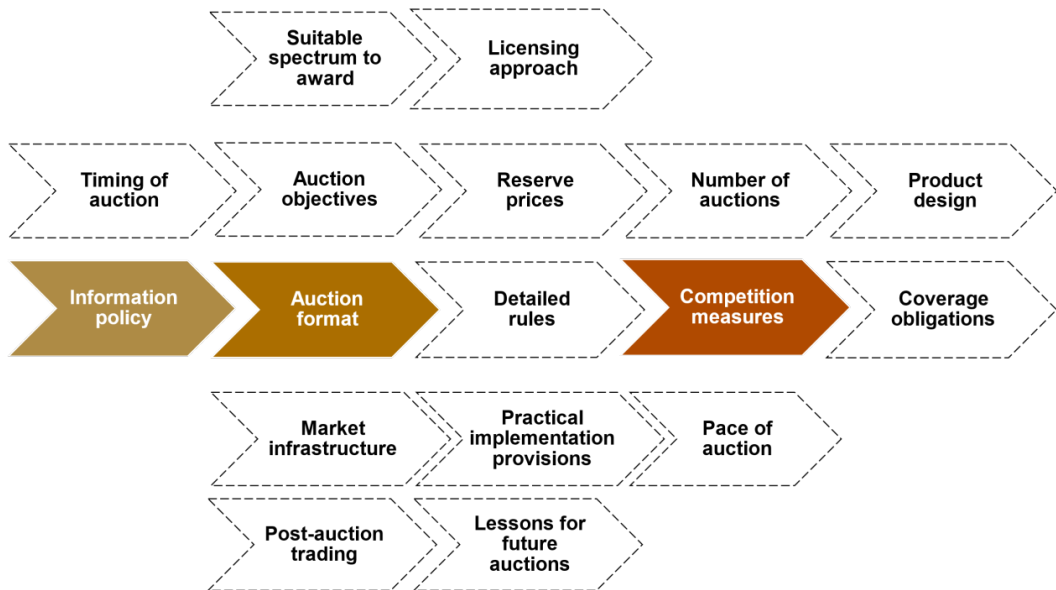 Suitable
spectrum to
award
Licensing
approach
Timing of
auction
Auction
objectives
Reserve
prices
Number of
auctions
Product
design
Information
policy
Auction
format
Detailed
rules
Competition
measures
Coverage
obligations
Market
infrastructure
Practical
implementation
provisions
Pace of
auction
Post-auction
trading
Lessons for
future
auctions